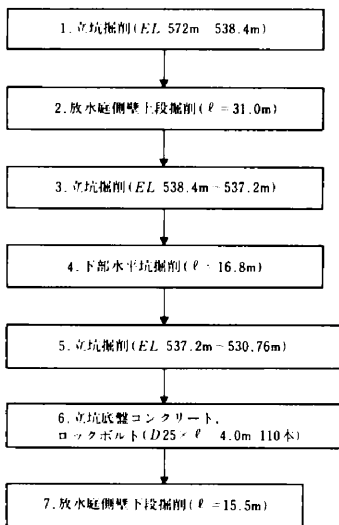 1.立坑掘削(EL 572m 538.4m)
2.放水庭側壁上段掘削(ℓ = 31.0m)
3.立坑掘削(EL 538.4m~537.2m)
4.下部水平坑掘削(ℓ - 16.8m)
5.立坑掘削(EL 537.2m~530.76m)
6.立坑底盤コンクリート,
ロックボルト(D25×ℓ 4.0m 110本)
7.放水庭側壁下段掘削(ℓ=15.5m)